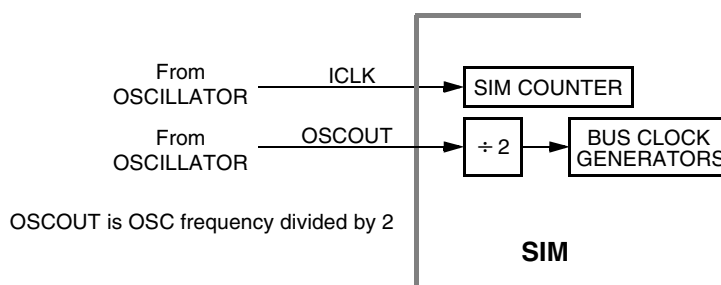 From
OSCILLATOR
ICLK
SIM COUNTER
From
OSCILLATOR
OSCOUT
÷ 2
BUS CLOCK
GENERATORS
OSCOUT is OSC frequency divided by 2
SIM